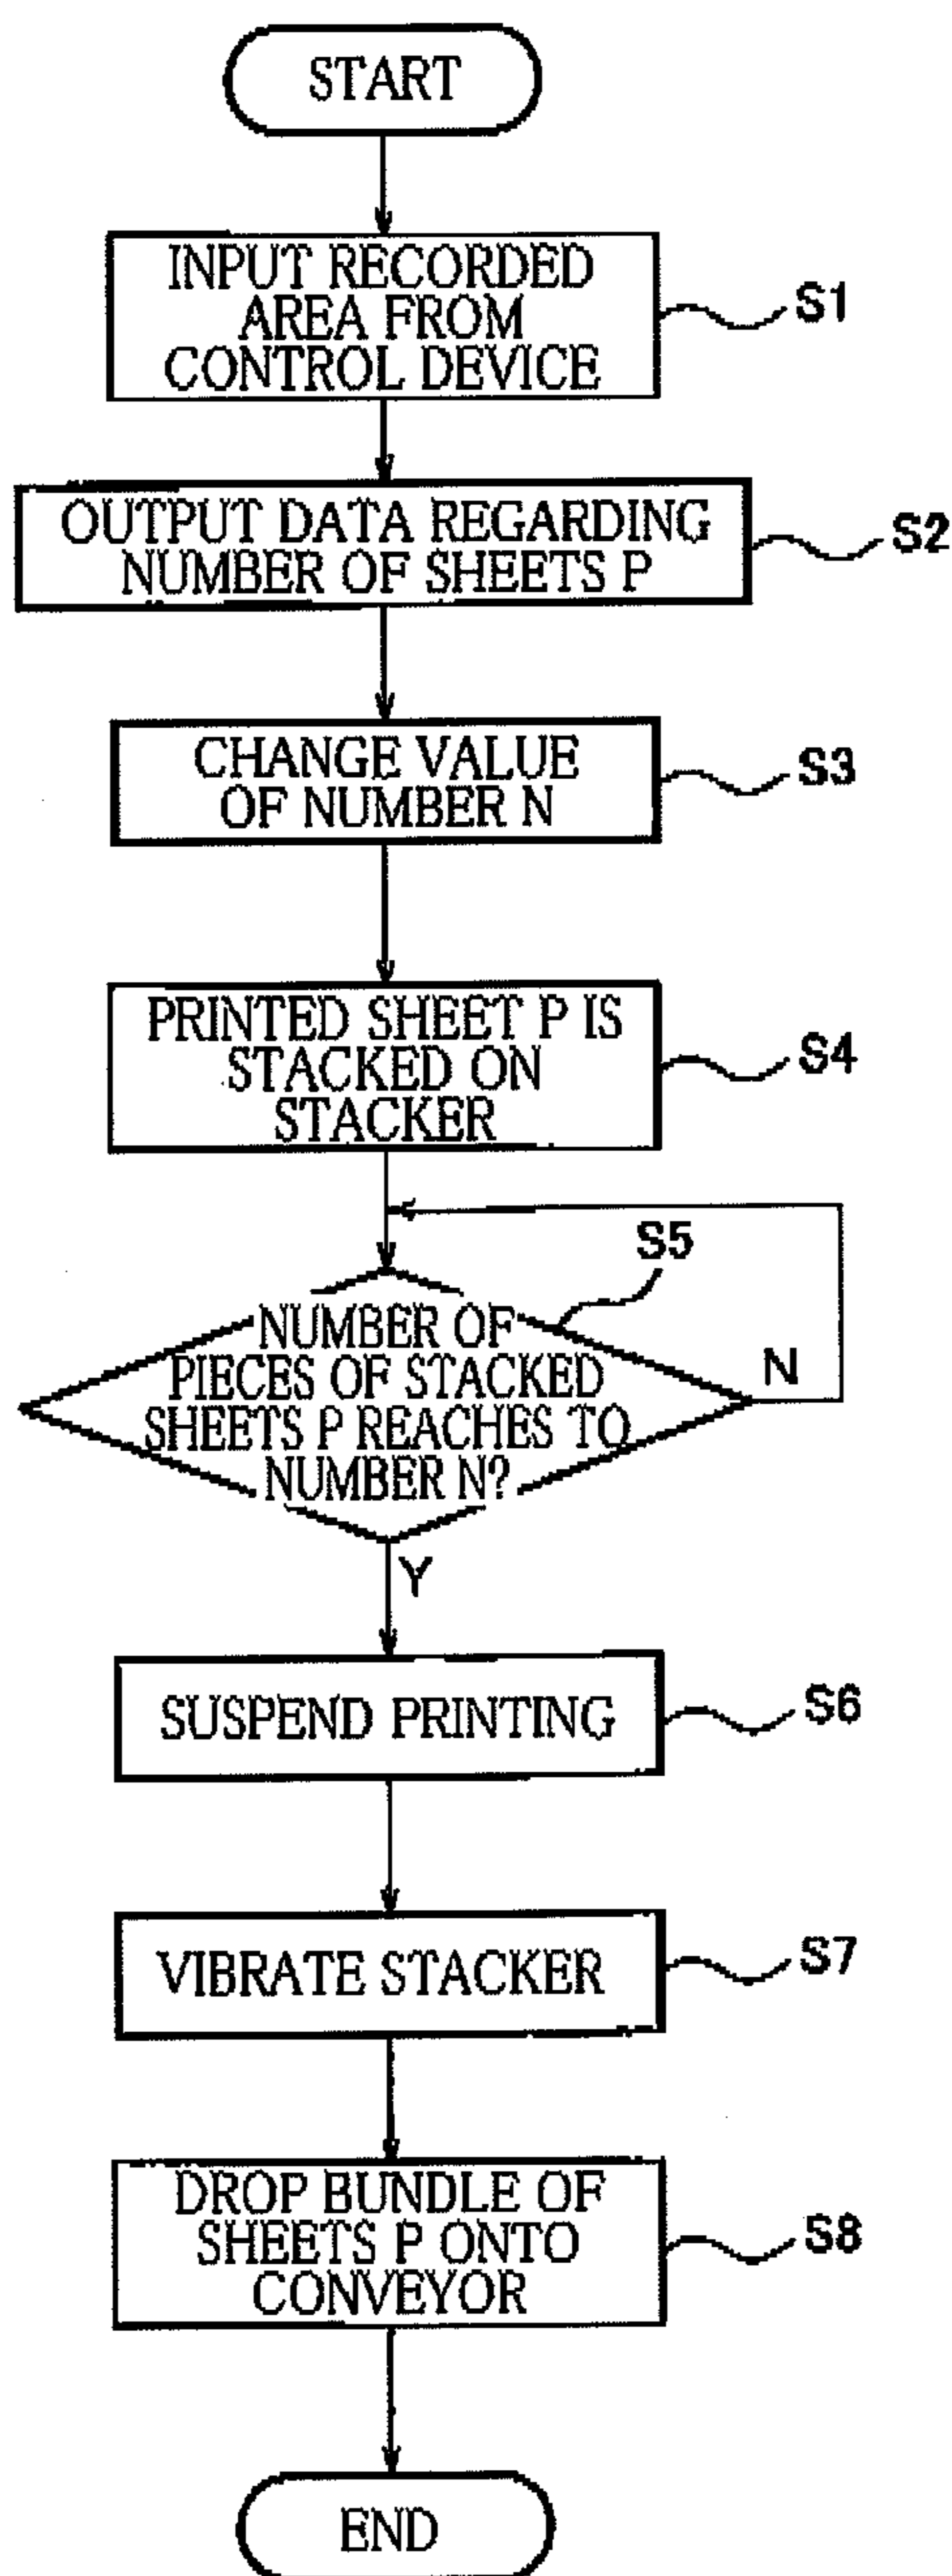 START
INPUT RECORDED
AREA FROM
CONTROL DEVICE
S1
OUTPUT DATA REGARDING
NUMBER OF SHEETS P
S2
CHANGE VALUE
OF NUMBER N
S3
PRINTED SHEET P IS
STACKED ON
STACKER
S4
S5
NUMBER OF
PIECES OF STACKED
SHEETS P REACHES TO
NUMBER N?
N
Y
SUSPEND PRINTING
S6
VIBRATE STACKER
S7
DROP BUNDLE OF
SHEETS P ONTO
CONVEYOR
S8
END